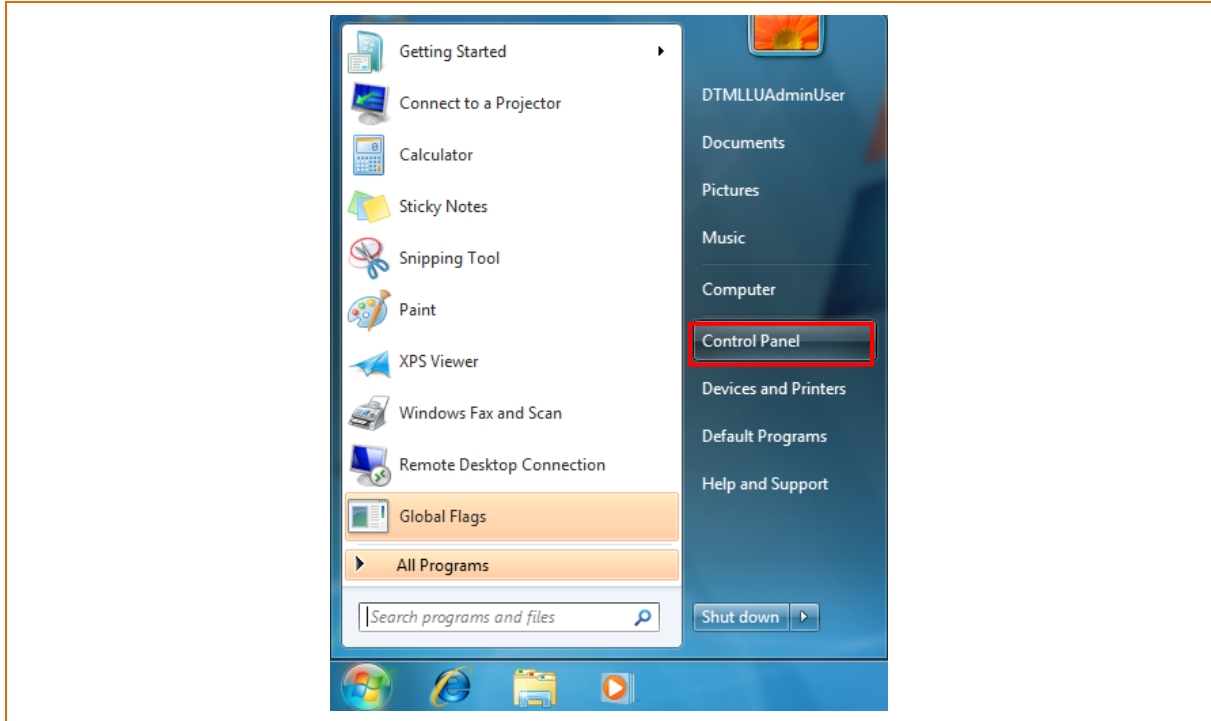 Getting Started
Connect to a Projector
Calculator
Sticky Notes
Snipping Tool
Paint
XPS Viewer
Windows Fax and Scan
Remote Desktop Connection
Global Flags
All Programs
Search programs and files
DTMLLUAdminUser
Documents
Pictures
Music
Computer
Control Panel
Devices and Printers
Default Programs
Help and Support
Shut down